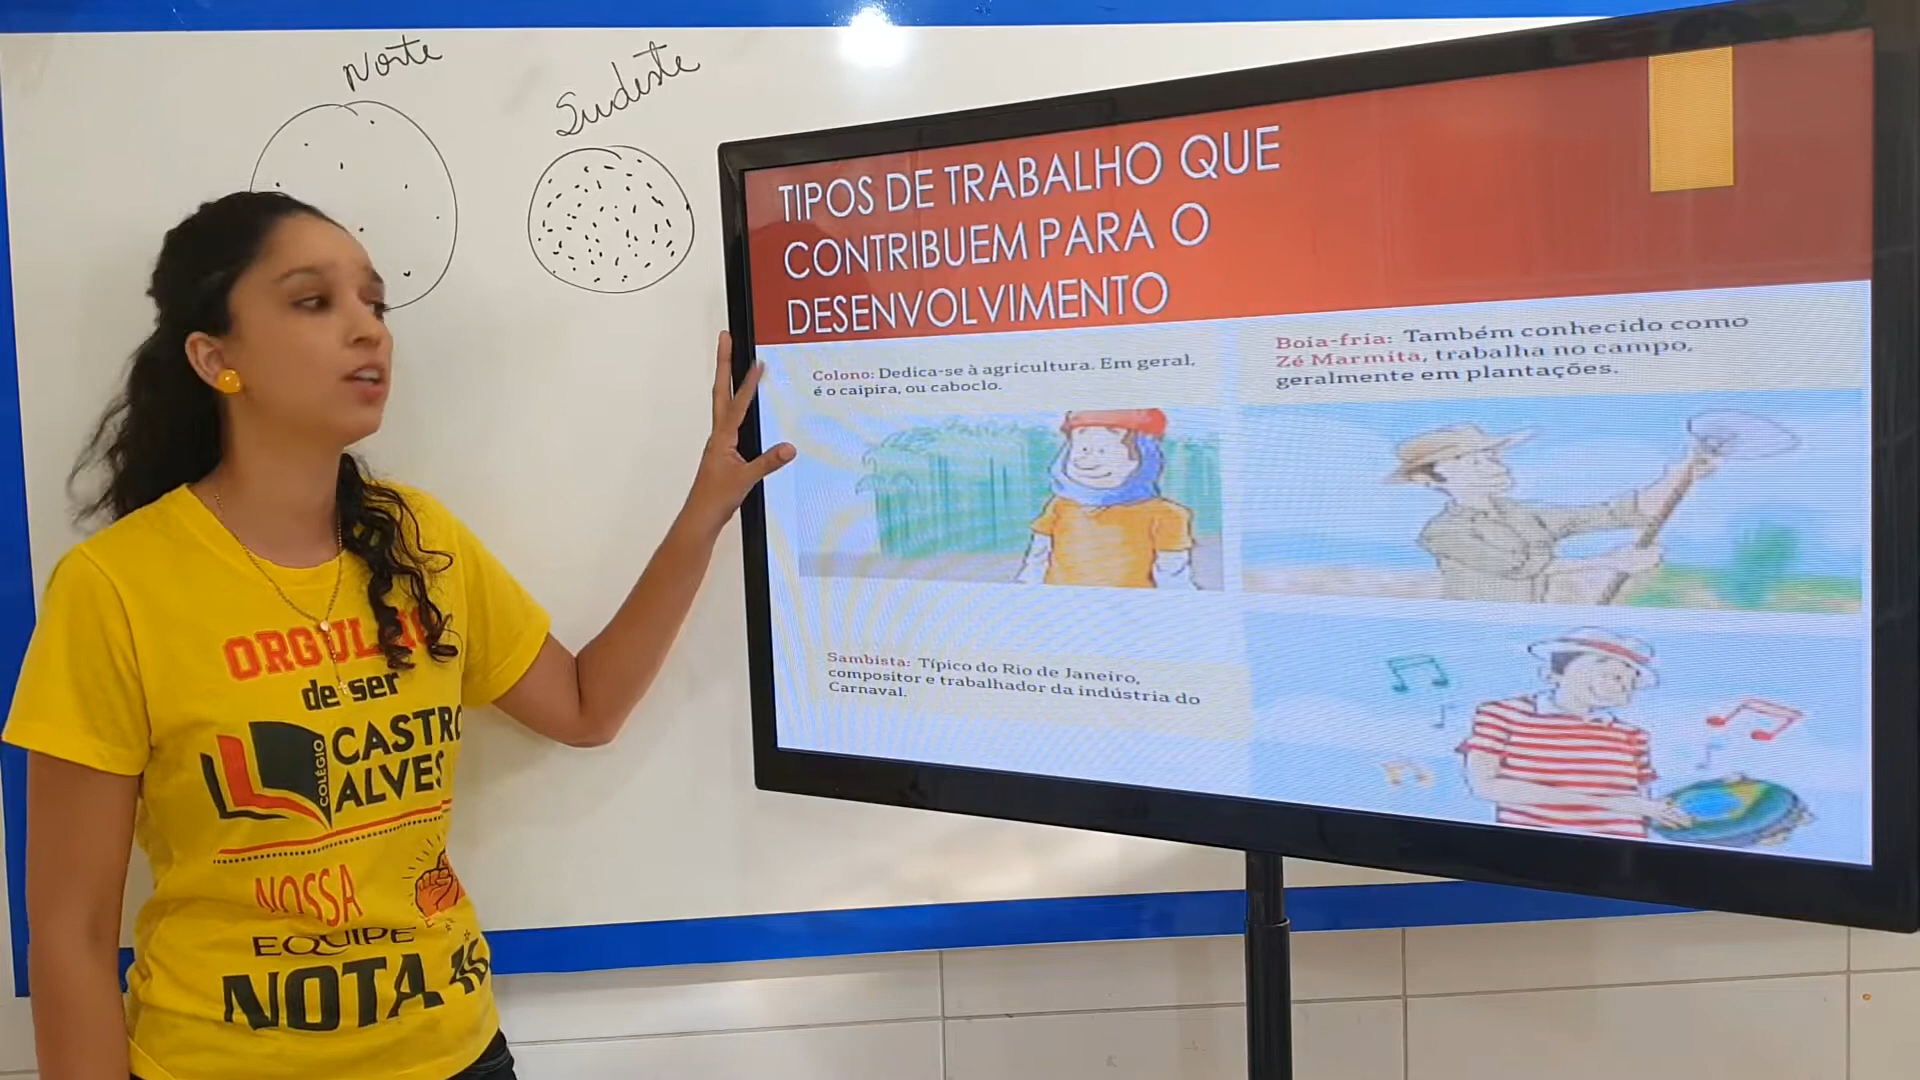 Norte
Sudeste
TIPOS DE TRABALHO QUE
CONTRIBUEM PARA O
DESENVOLVIMENTO
Colono: Dedica-se à agricultura. Em geral,
é o caipira, ou caboclo.
Boia-fria: Também conhecido como
Zé Marmita, trabalha no campo,
geralmente em plantações.
Sambista: Típico do Rio de Janeiro,
compositor e trabalhador da indústria do
Carnaval.
ORGULHO
de ser
COLÉGIO
CASTRO
ALVES
NOSSA
EQUIPE
NOTA